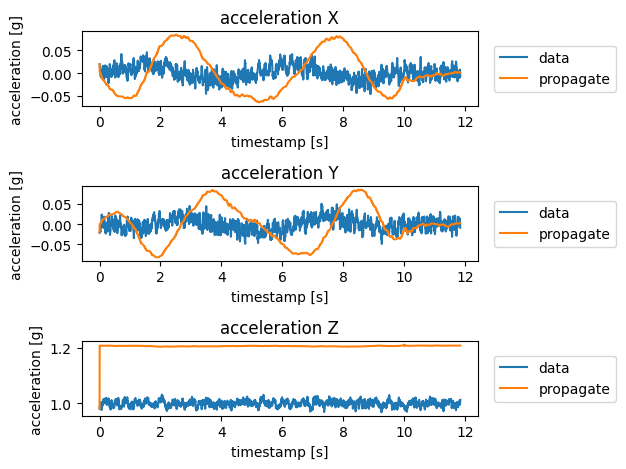 acceleration X
acceleration [g]
0.05
0.00
−0.05
0 2 4 6 8 10 12
timestamp [s]
data
propagate
acceleration Y
acceleration [g]
0.05
0.00
−0.05
0 2 4 6 8 10 12
timestamp [s]
data
propagate
acceleration Z
acceleration [g]
1.2
1.0
0 2 4 6 8 10 12
timestamp [s]
data
propagate